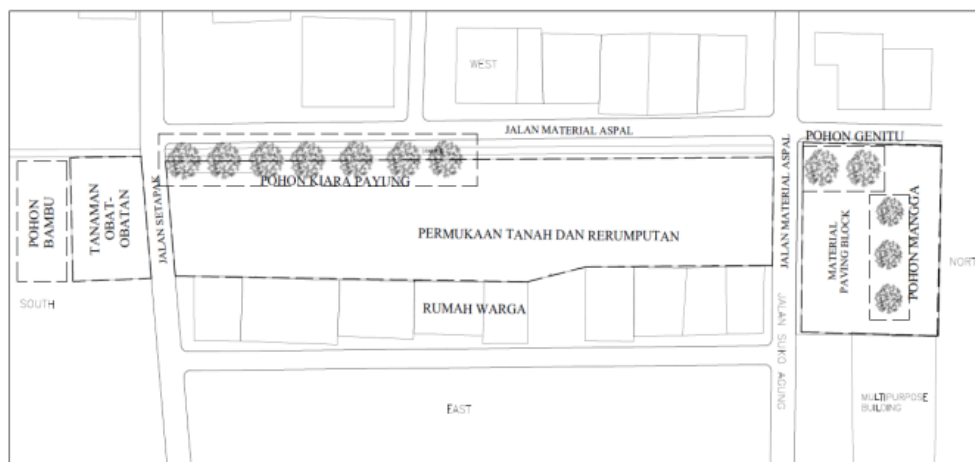 WEST
JALAN MATERIAL ASPAL
POHON GENITU
POHON KIARA PAYUNG
POHON
BAMBU
TANAMAN
OBAT-
OBATAN
JALAN SETAPAK
PERMUKAAN TANAH DAN RERUMPUTAN
JALAN MATERIAL ASPAL
MATERIAL
PAVING BLOCK
POHON MANGGA
NORT
SOUTH
RUMAH WARGA
JALAN SUKO AGUNG
EAST
MULTIPURPOSE
BUILDING